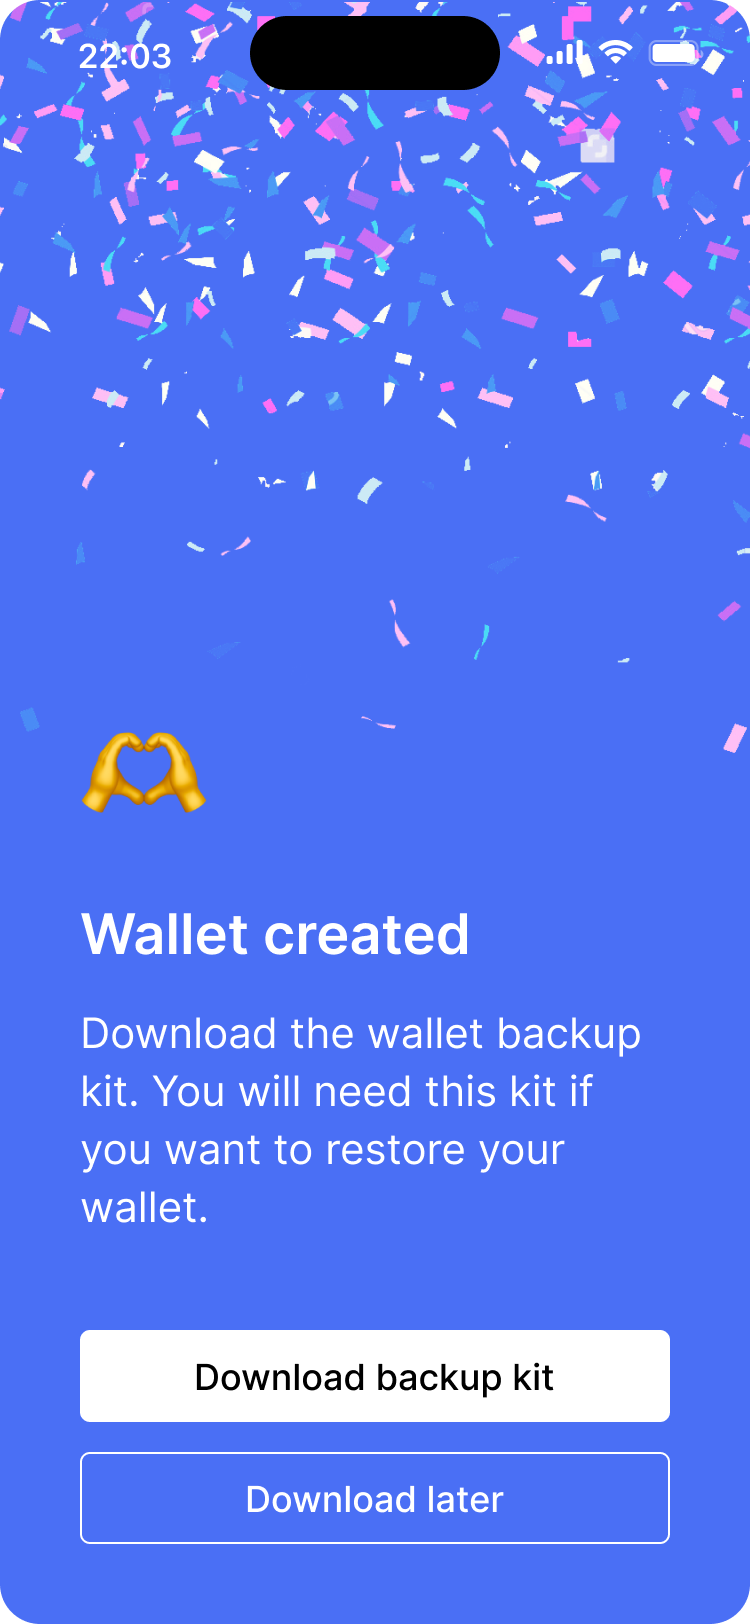 22:03
Wallet created
Download the wallet backup
kit. You will need this kit if
you want to restore your
wallet.
Download backup kit
Download later